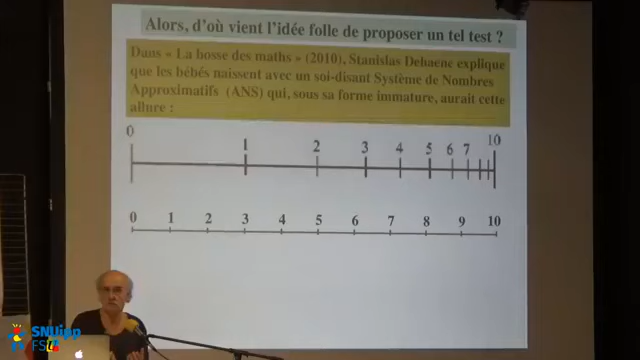 Alors, d'où vient l'idée folle de proposer un tel test ?
Dans « La bosse des maths » (2010), Stanislas Dehaene explique
que les bébés naissent avec un soi-disant Système de Nombres
Approximatifs (ANS) qui, sous sa forme immature, aurait cette
allure :
0 1 2 3 4 5 6 7 10
0 1 2 3 4 5 6 7 8 9 10
SNUipp
FSU